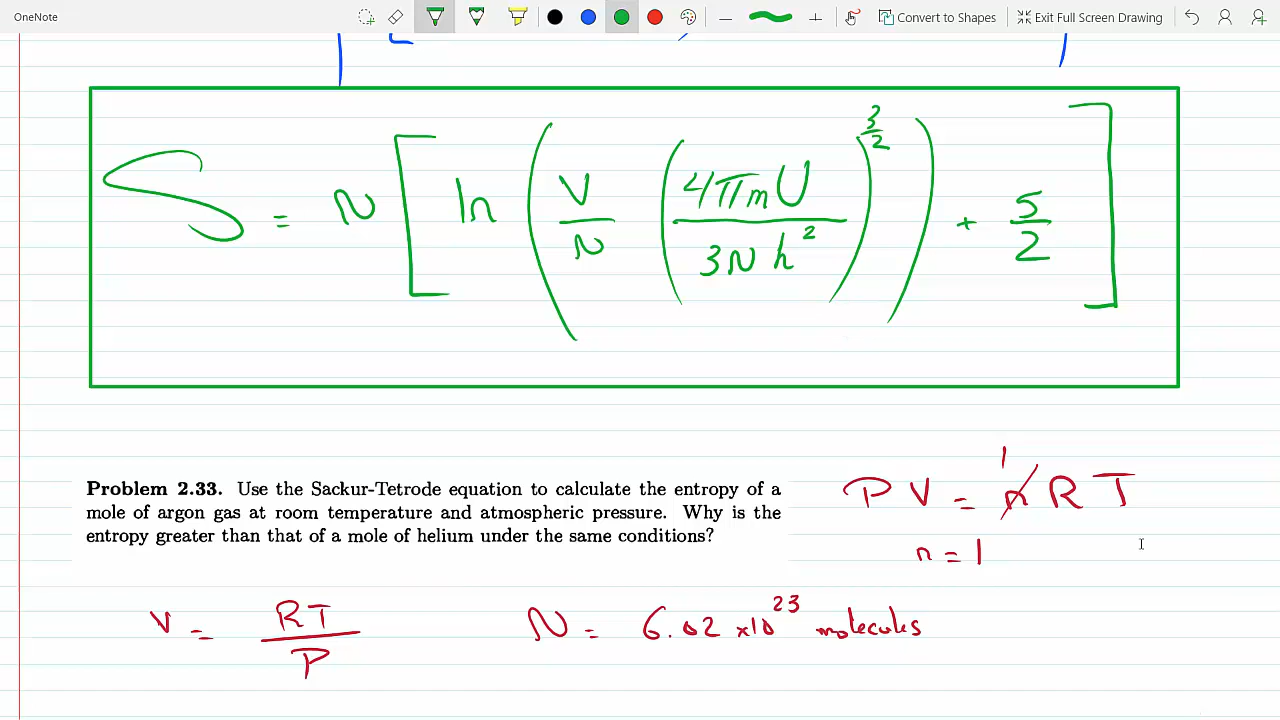 OneNote
Convert to Shapes
Exit Full Screen Drawing
S = N [ ln ( V/N ( 4πmU / 3Nh² )^3/2 ) + 5/2 ]
Problem 2.33. Use the Sackur-Tetrode equation to calculate the entropy of a
mole of argon gas at room temperature and atmospheric pressure. Why is the
entropy greater than that of a mole of helium under the same conditions?
1
PV = nRT
n = 1
V = RT/P
N = 6.02 x10^23 molecules